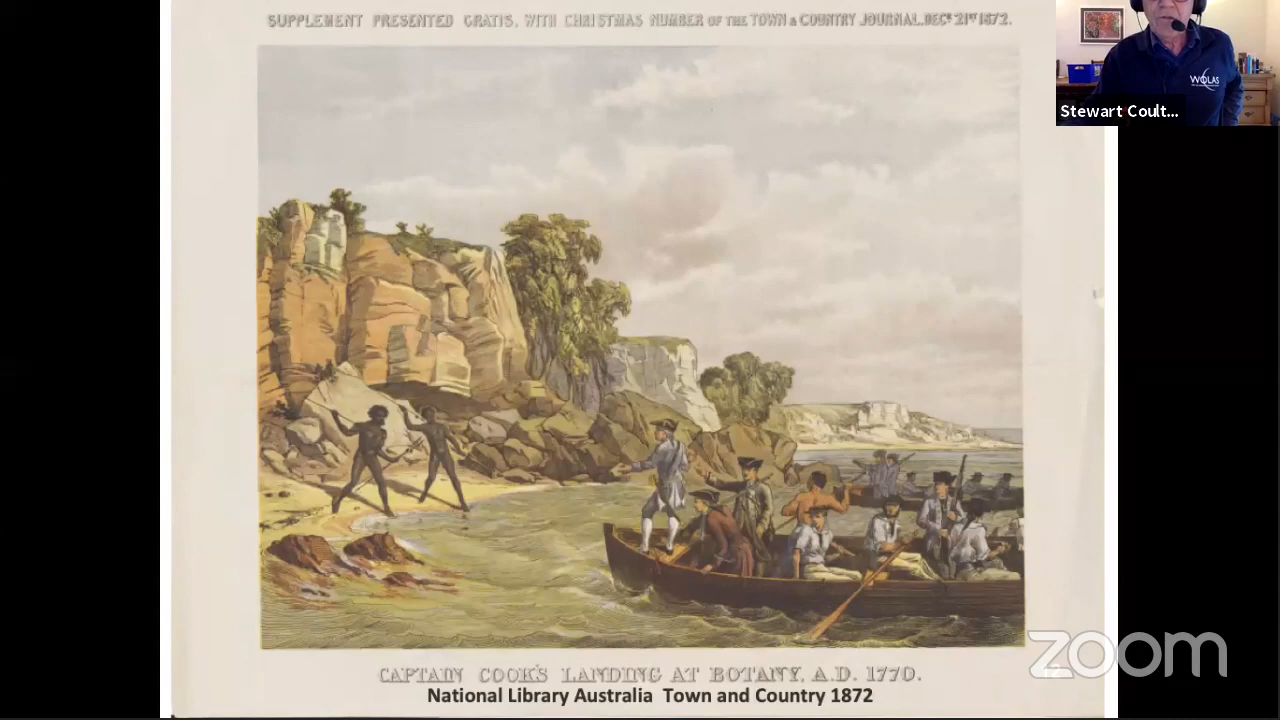 SUPPLEMENT PRESENTED GRATIS, WITH CHRISTMAS NUMBER OF THE TOWN & COUNTRY JOURNAL, DECR 21ST 1872.
WOLAS
Stewart Coult...
CAPTAIN COOK'S LANDING AT BOTANY, A.D. 1770.
National Library Australia Town and Country 1872
zoom